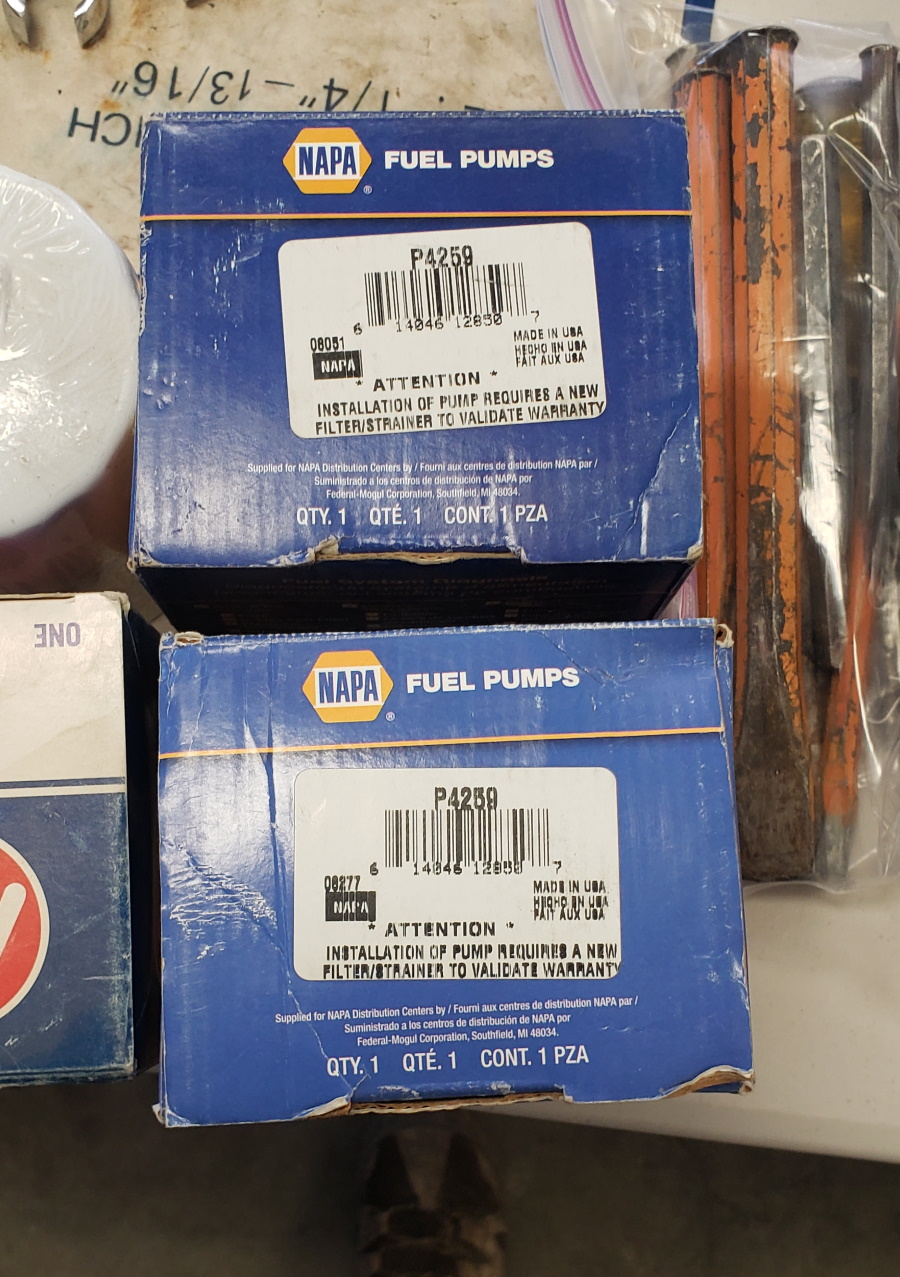 1/4" - 13/16"
NAPA
®
FUEL PUMPS
P4259
6 14046 12850 7
08051
NAPA
MADE IN USA
HECHO EN USA
FAIT AUX USA
* ATTENTION *
INSTALLATION OF PUMP REQUIRES A NEW
FILTER/STRAINER TO VALIDATE WARRANTY
Supplied for NAPA Distribution Centers by / Fourni aux centres de distribution NAPA par /
Suministrado a los centros de distribución de NAPA por
Federal-Mogul Corporation, Southfield, MI 48034.
QTY. 1 QTÉ. 1 CONT. 1 PZA
Fuel System Diagnosis
ONE
NAPA
®
FUEL PUMPS
P4259
6 14046 12850 7
08277
NAPA
MADE IN USA
HECHO EN USA
FAIT AUX USA
* ATTENTION *
INSTALLATION OF PUMP REQUIRES A NEW
FILTER/STRAINER TO VALIDATE WARRANTY
Supplied for NAPA Distribution Centers by / Fourni aux centres de distribution NAPA par /
Suministrado a los centros de distribución de NAPA por
Federal-Mogul Corporation, Southfield, MI 48034.
QTY. 1 QTÉ. 1 CONT. 1 PZA